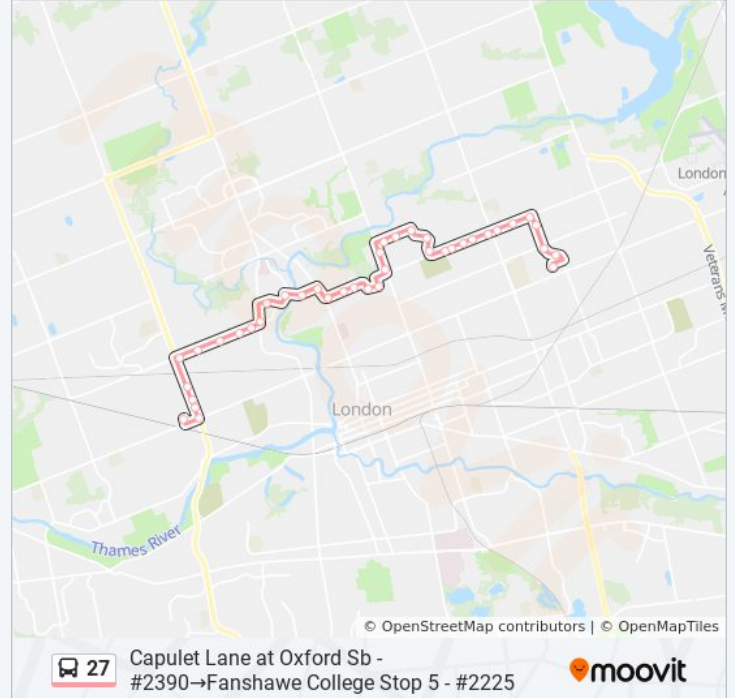 London
Veterans M
London
Thames River
© OpenStreetMap contributors | © OpenMapTiles
27
Capulet Lane at Oxford Sb -
#2390→Fanshawe College Stop 5 - #2225
moovit